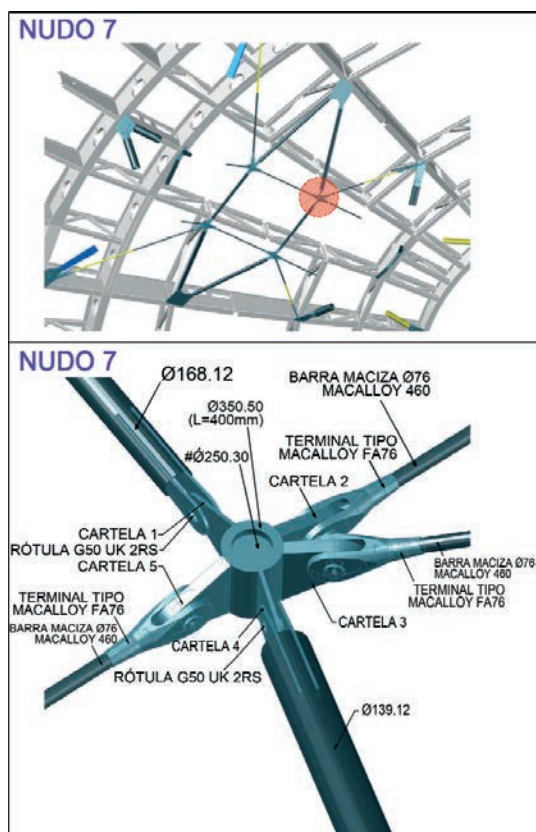 NUDO 7
NUDO 7
Ø168.12
Ø350.50
(L=400mm)
#Ø250.30
BARRA MACIZA Ø76
MACALLOY 460
TERMINAL TIPO
MACALLOY FA76
CARTELA 2
CARTELA 1
RÓTULA G50 UK 2RS
CARTELA 5
BARRA MACIZA Ø76
MACALLOY 460
TERMINAL TIPO
MACALLOY FA76
TERMINAL TIPO
MACALLOY FA76
BARRA MACIZA Ø76
MACALLOY 460
CARTELA 3
CARTELA 4
RÓTULA G50 UK 2RS
Ø139.12